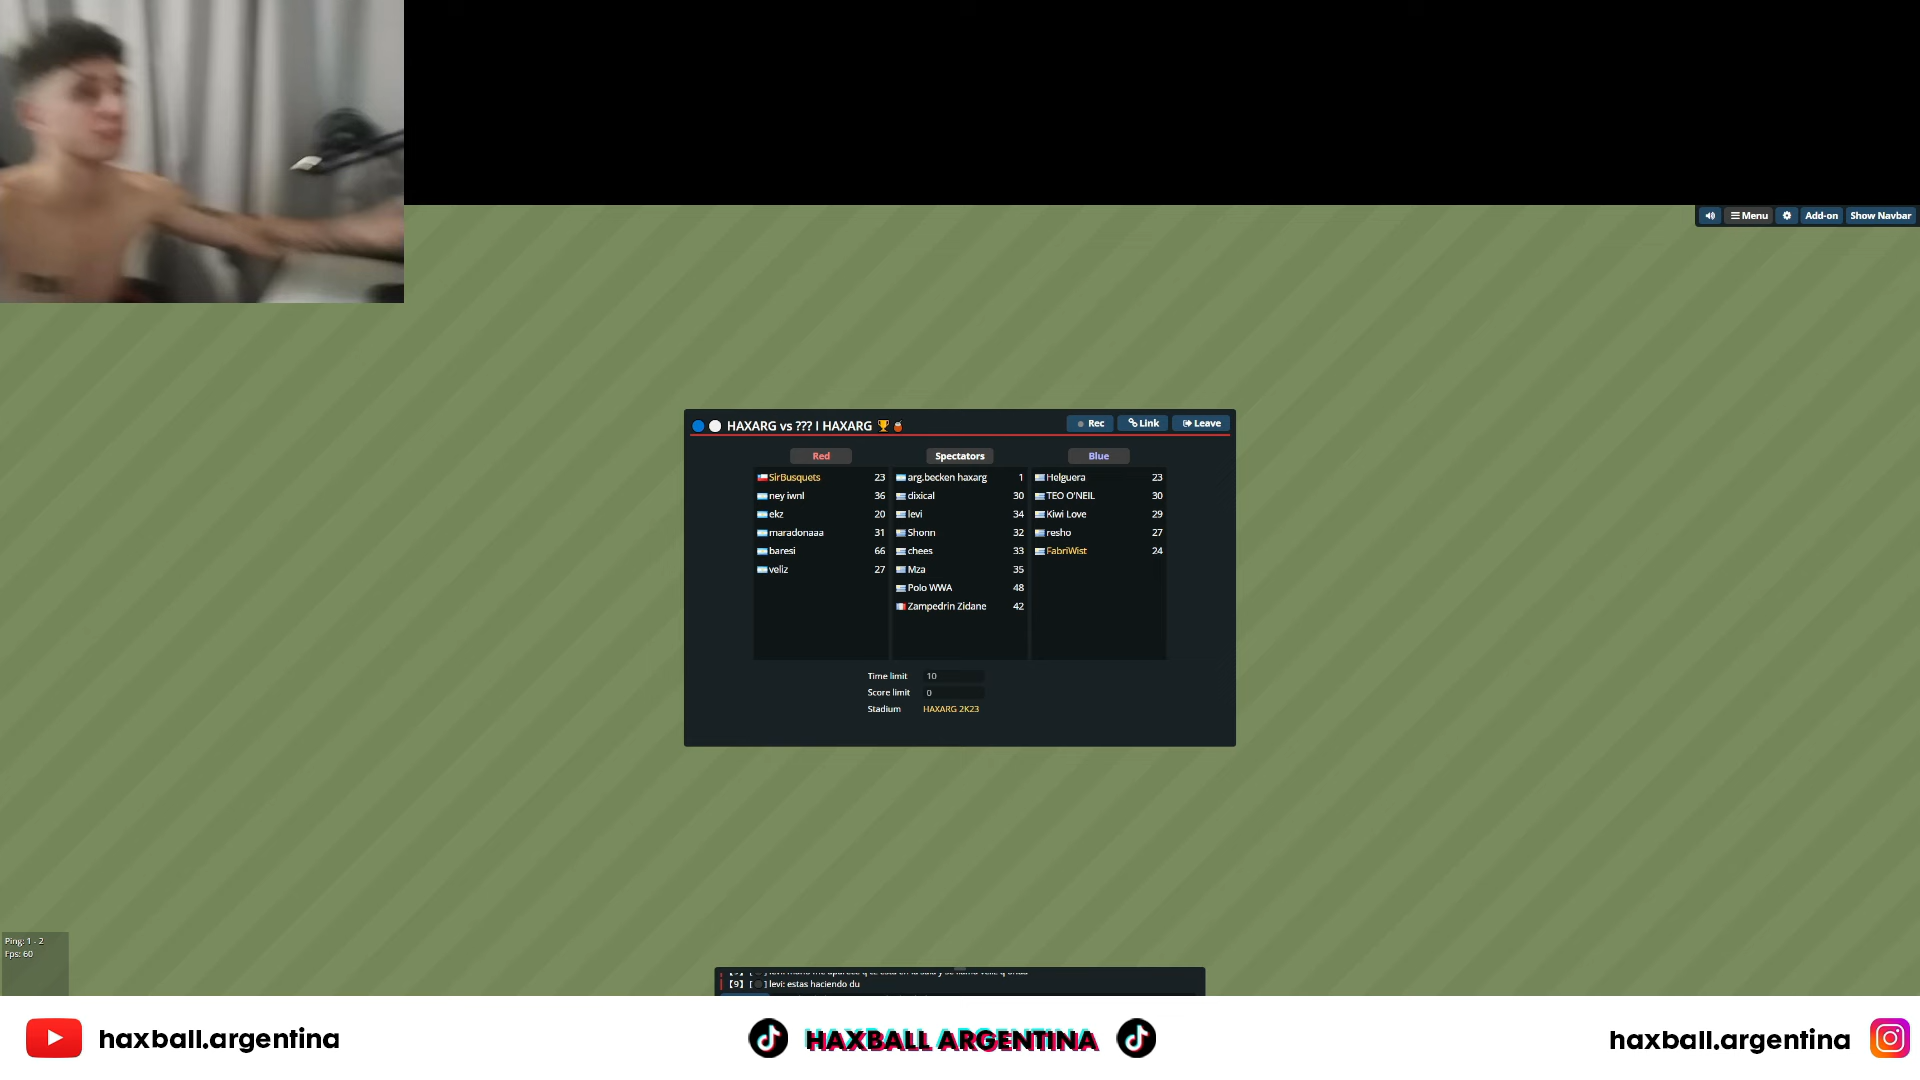 Menu
Add-on
Show Navbar
HAXARG vs ??? I HAXARG
Rec
Link
Leave
Red
Spectators
Blue
SirBusquets 23
ney iwnl 36
ekz 20
maradonaaa 31
baresi 66
veliz 27
arg.becken haxarg 1
dixical 30
levi 34
Shonn 32
chees 33
Mza 35
Polo WWA 48
Zampedrin Zidane 42
Helguera 23
TEO O'NEIL 30
Kiwi Love 29
resho 27
FabriWist 24
Time limit 10
Score limit 0
Stadium HAXARG 2K23
Ping: 1 - 2
Fps: 60
[9] [ ] levi: estas haciendo du
haxball.argentina
HAXBALL ARGENTINA
haxball.argentina